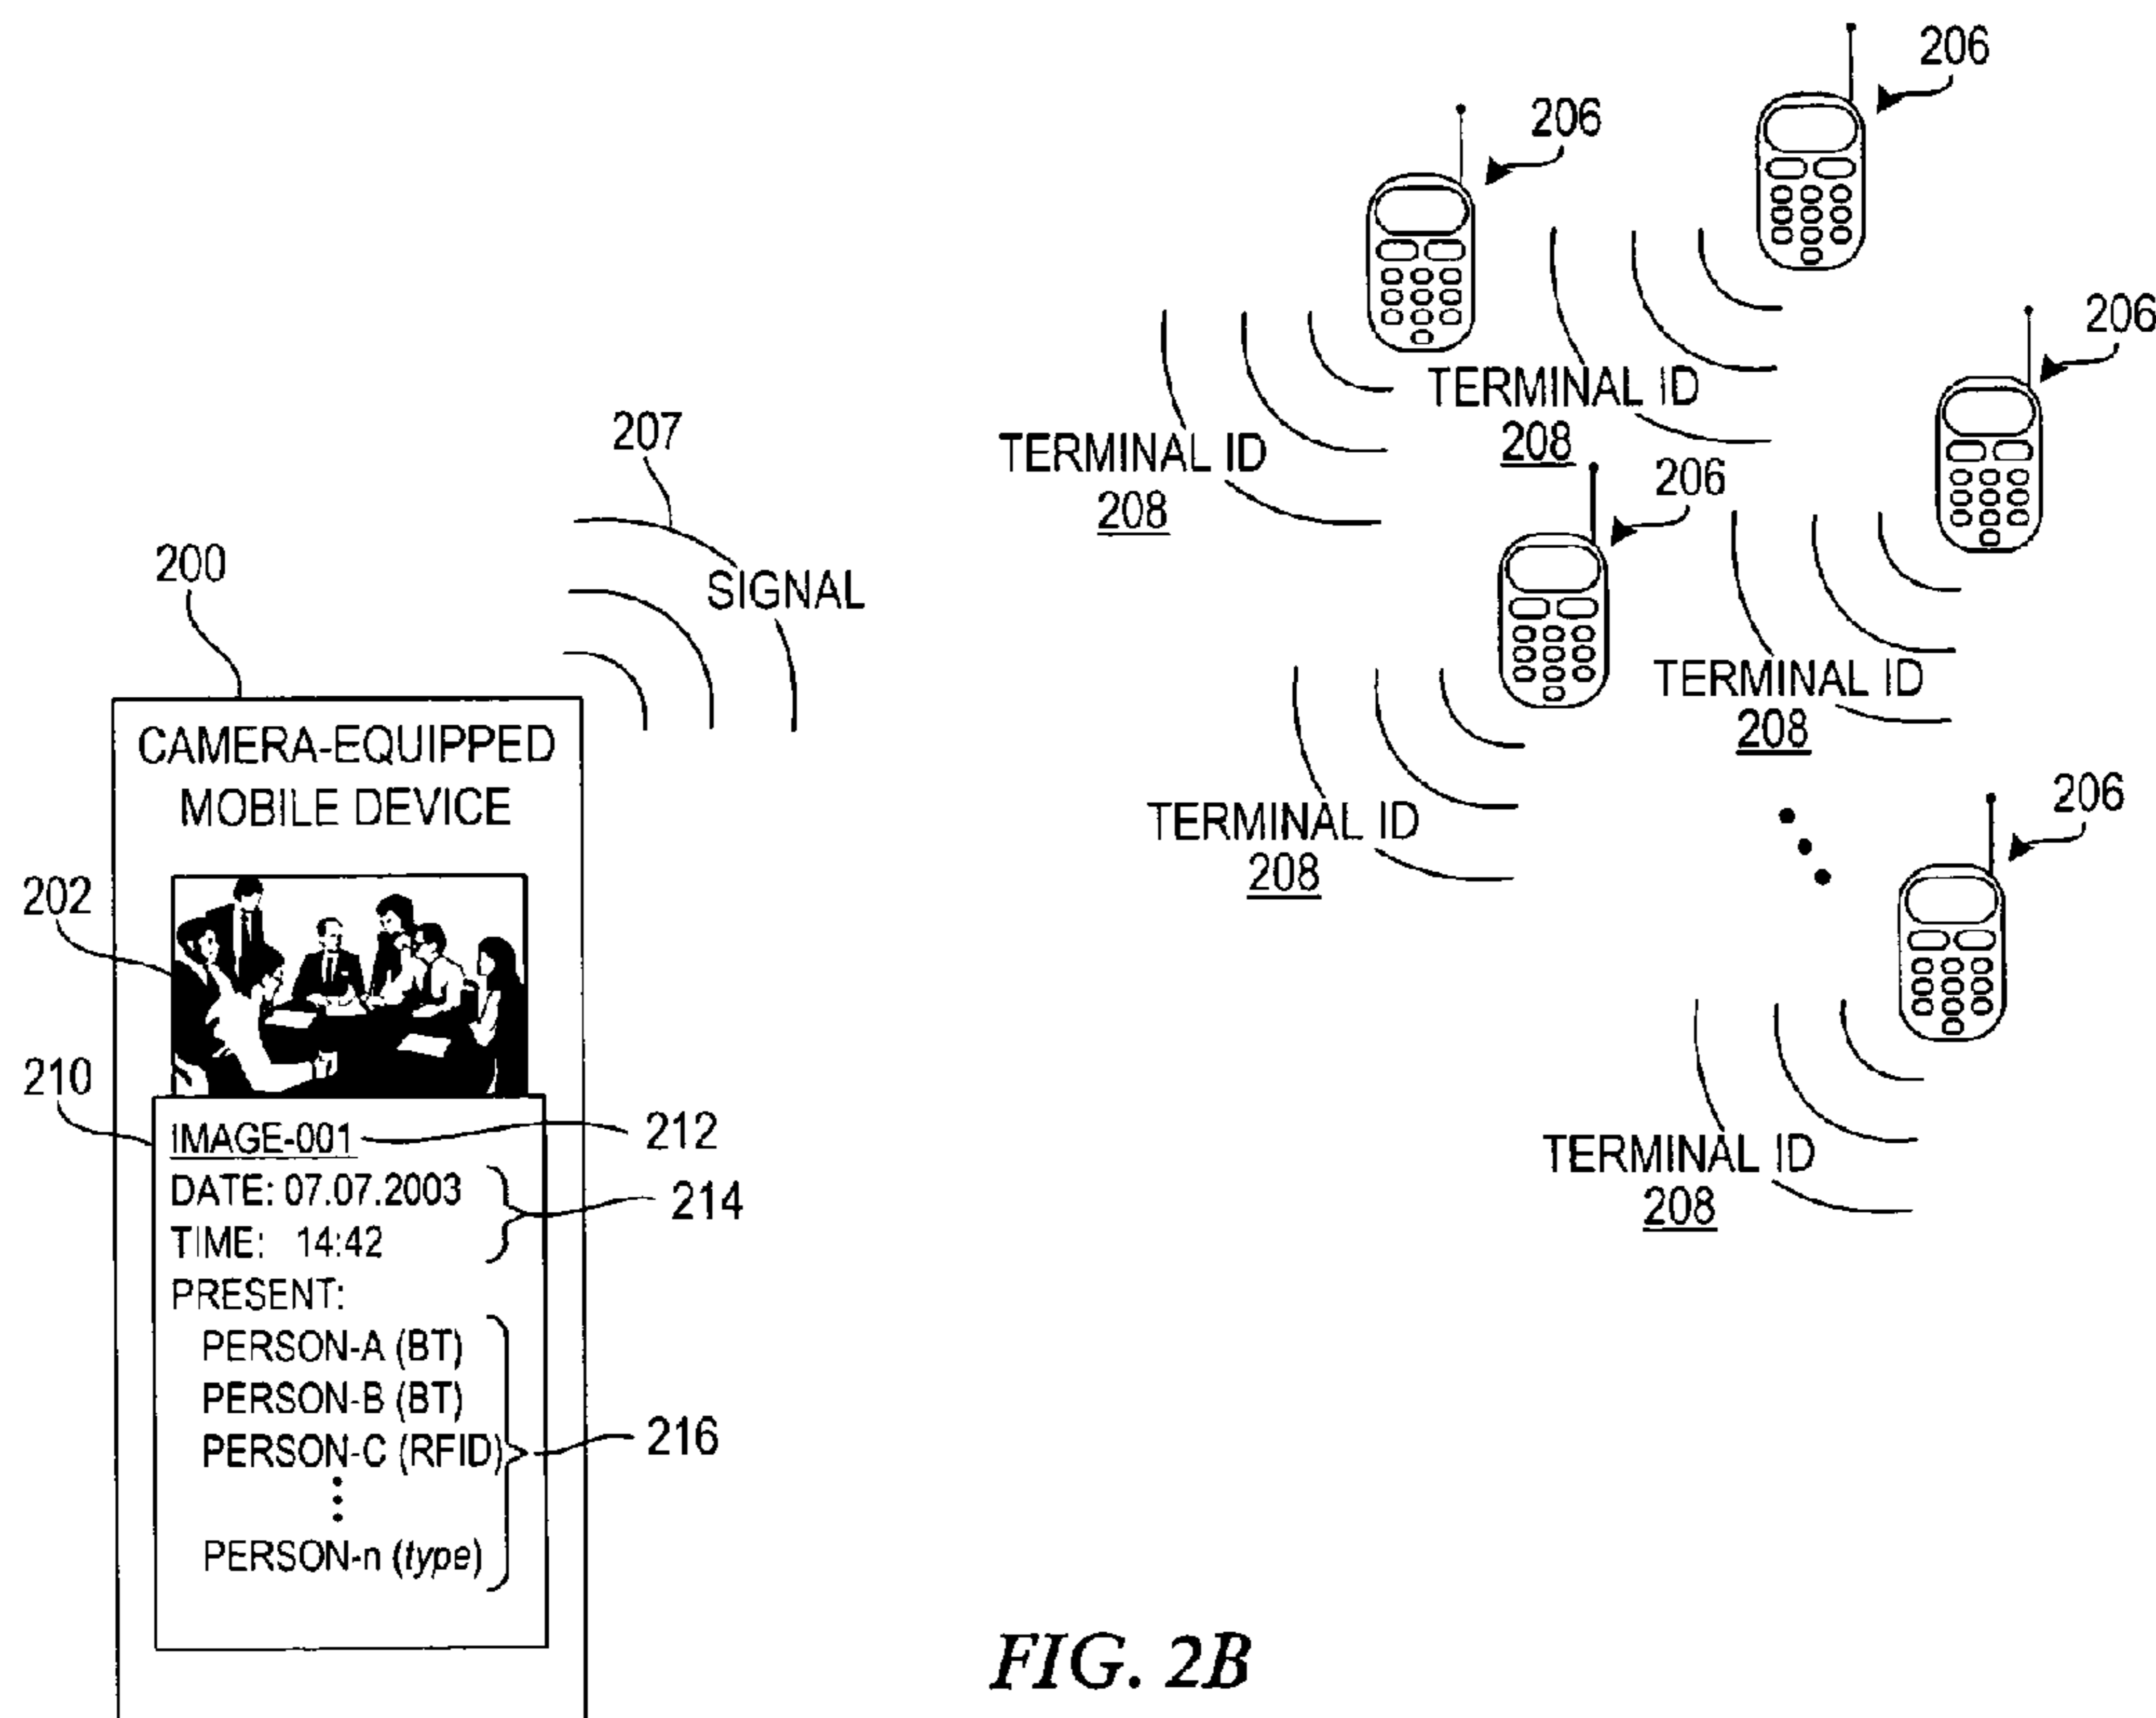 206
206
206
TERMINAL ID
208
TERMINAL ID
208
207
206
SIGNAL
200
TERMINAL ID
208
CAMERA-EQUIPPED
MOBILE DEVICE
TERMINAL ID
208
206
202
210
IMAGE-001
212
DATE: 07.07.2003
214
TIME: 14:42
TERMINAL ID
208
PRESENT:
PERSON-A (BT)
PERSON-B (BT)
PERSON-C (RFID)
216
PERSON-n (type)
FIG. 2B